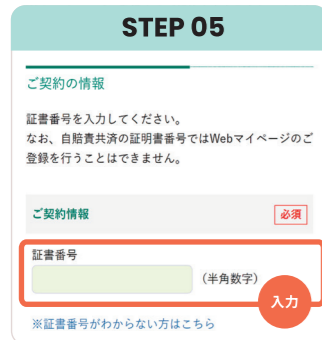 STEP 05
ご契約の情報
証書番号を入力してください。
なお、自賠責共済の証明書番号ではWebマイページのご
登録を行うことはできません。
ご契約情報 必須
証書番号
（半角数字）
入力
※証書番号がわからない方はこちら